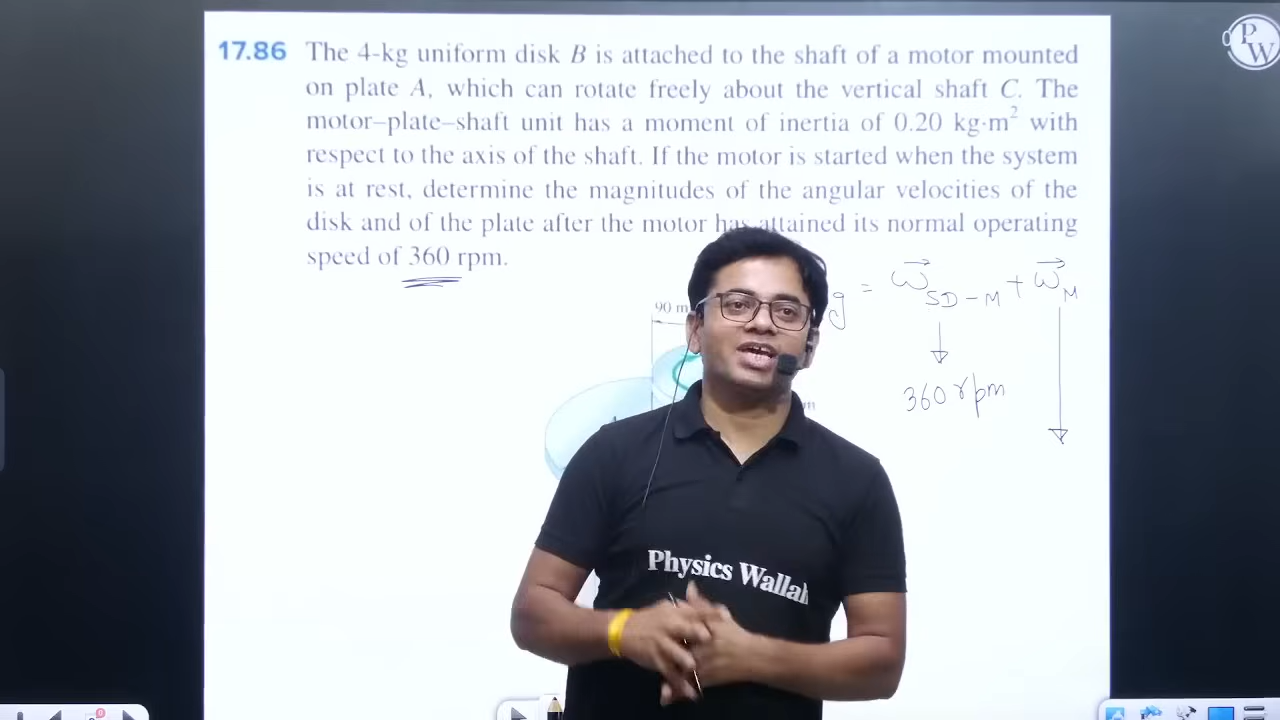 17.86 The 4-kg uniform disk B is attached to the shaft of a motor mounted
on plate A, which can rotate freely about the vertical shaft C. The
motor–plate–shaft unit has a moment of inertia of 0.20 kg·m² with
respect to the axis of the shaft. If the motor is started when the system
is at rest, determine the magnitudes of the angular velocities of the
disk and of the plate after the motor has attained its normal operating
speed of 360 rpm.
PW
g = ω⃗SD-M + ω⃗M
90 m
360 rpm
Physics Wallah